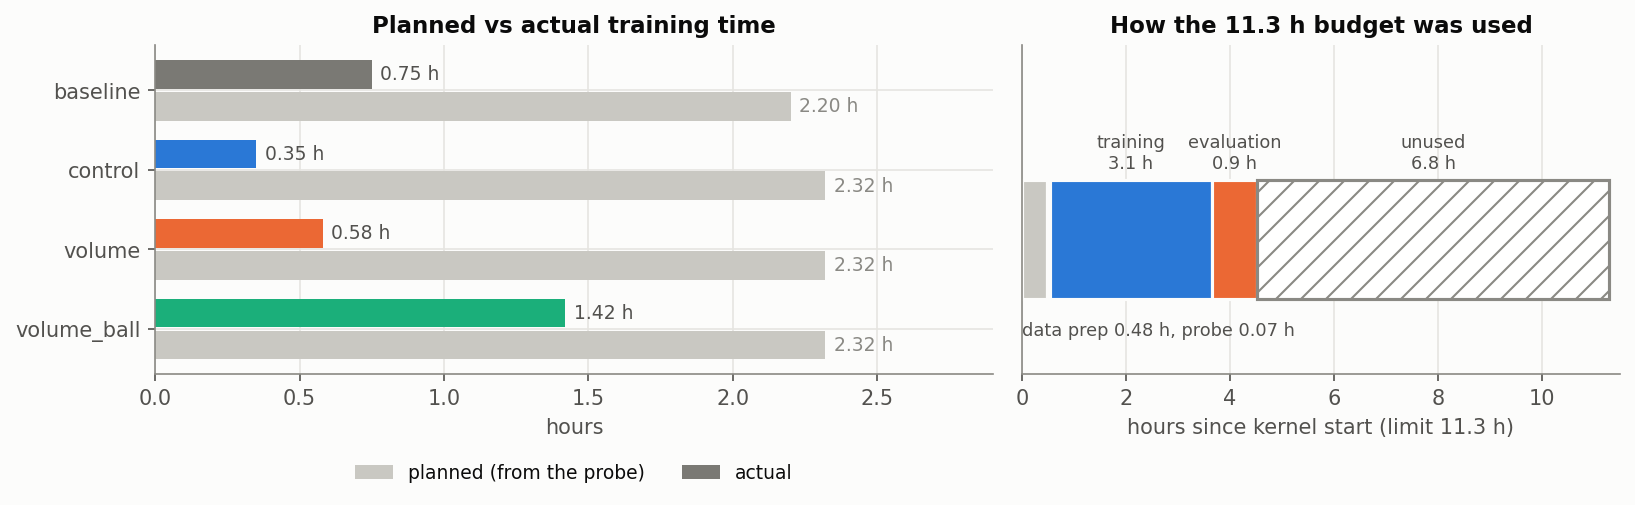 Planned vs actual training time
baseline
0.75 h
2.20 h
control
0.35 h
2.32 h
volume
0.58 h
2.32 h
volume_ball
1.42 h
2.32 h
0.0 0.5 1.0 1.5 2.0 2.5
hours
planned (from the probe) actual
How the 11.3 h budget was used
training evaluation unused
3.1 h 0.9 h 6.8 h
data prep 0.48 h, probe 0.07 h
0 2 4 6 8 10
hours since kernel start (limit 11.3 h)